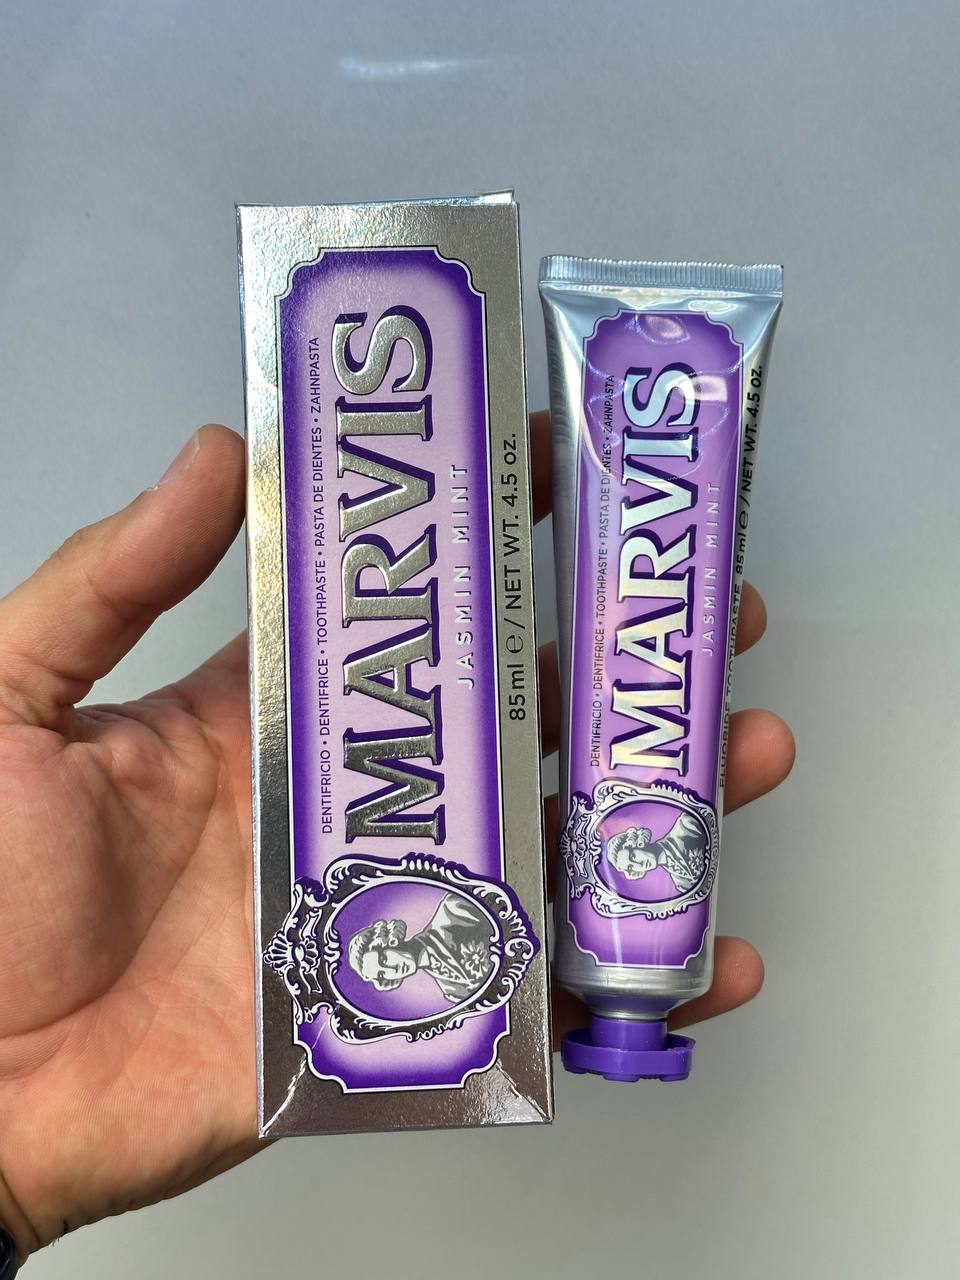 DENTIFRICIO • DENTIFRICE • TOOTHPASTE • PASTA DE DIENTES • ZAHNPASTA
MARVIS
JASMIN MINT
85 ml e / NET WT. 4.5 OZ.
DENTIFRICIO • DENTIFRICE • TOOTHPASTE • PASTA DE DIENTES • ZAHNPASTA
MARVIS
JASMIN MINT
FLUORIDE TOOTHPASTE 85 ml e / NET WT. 4.5 OZ.